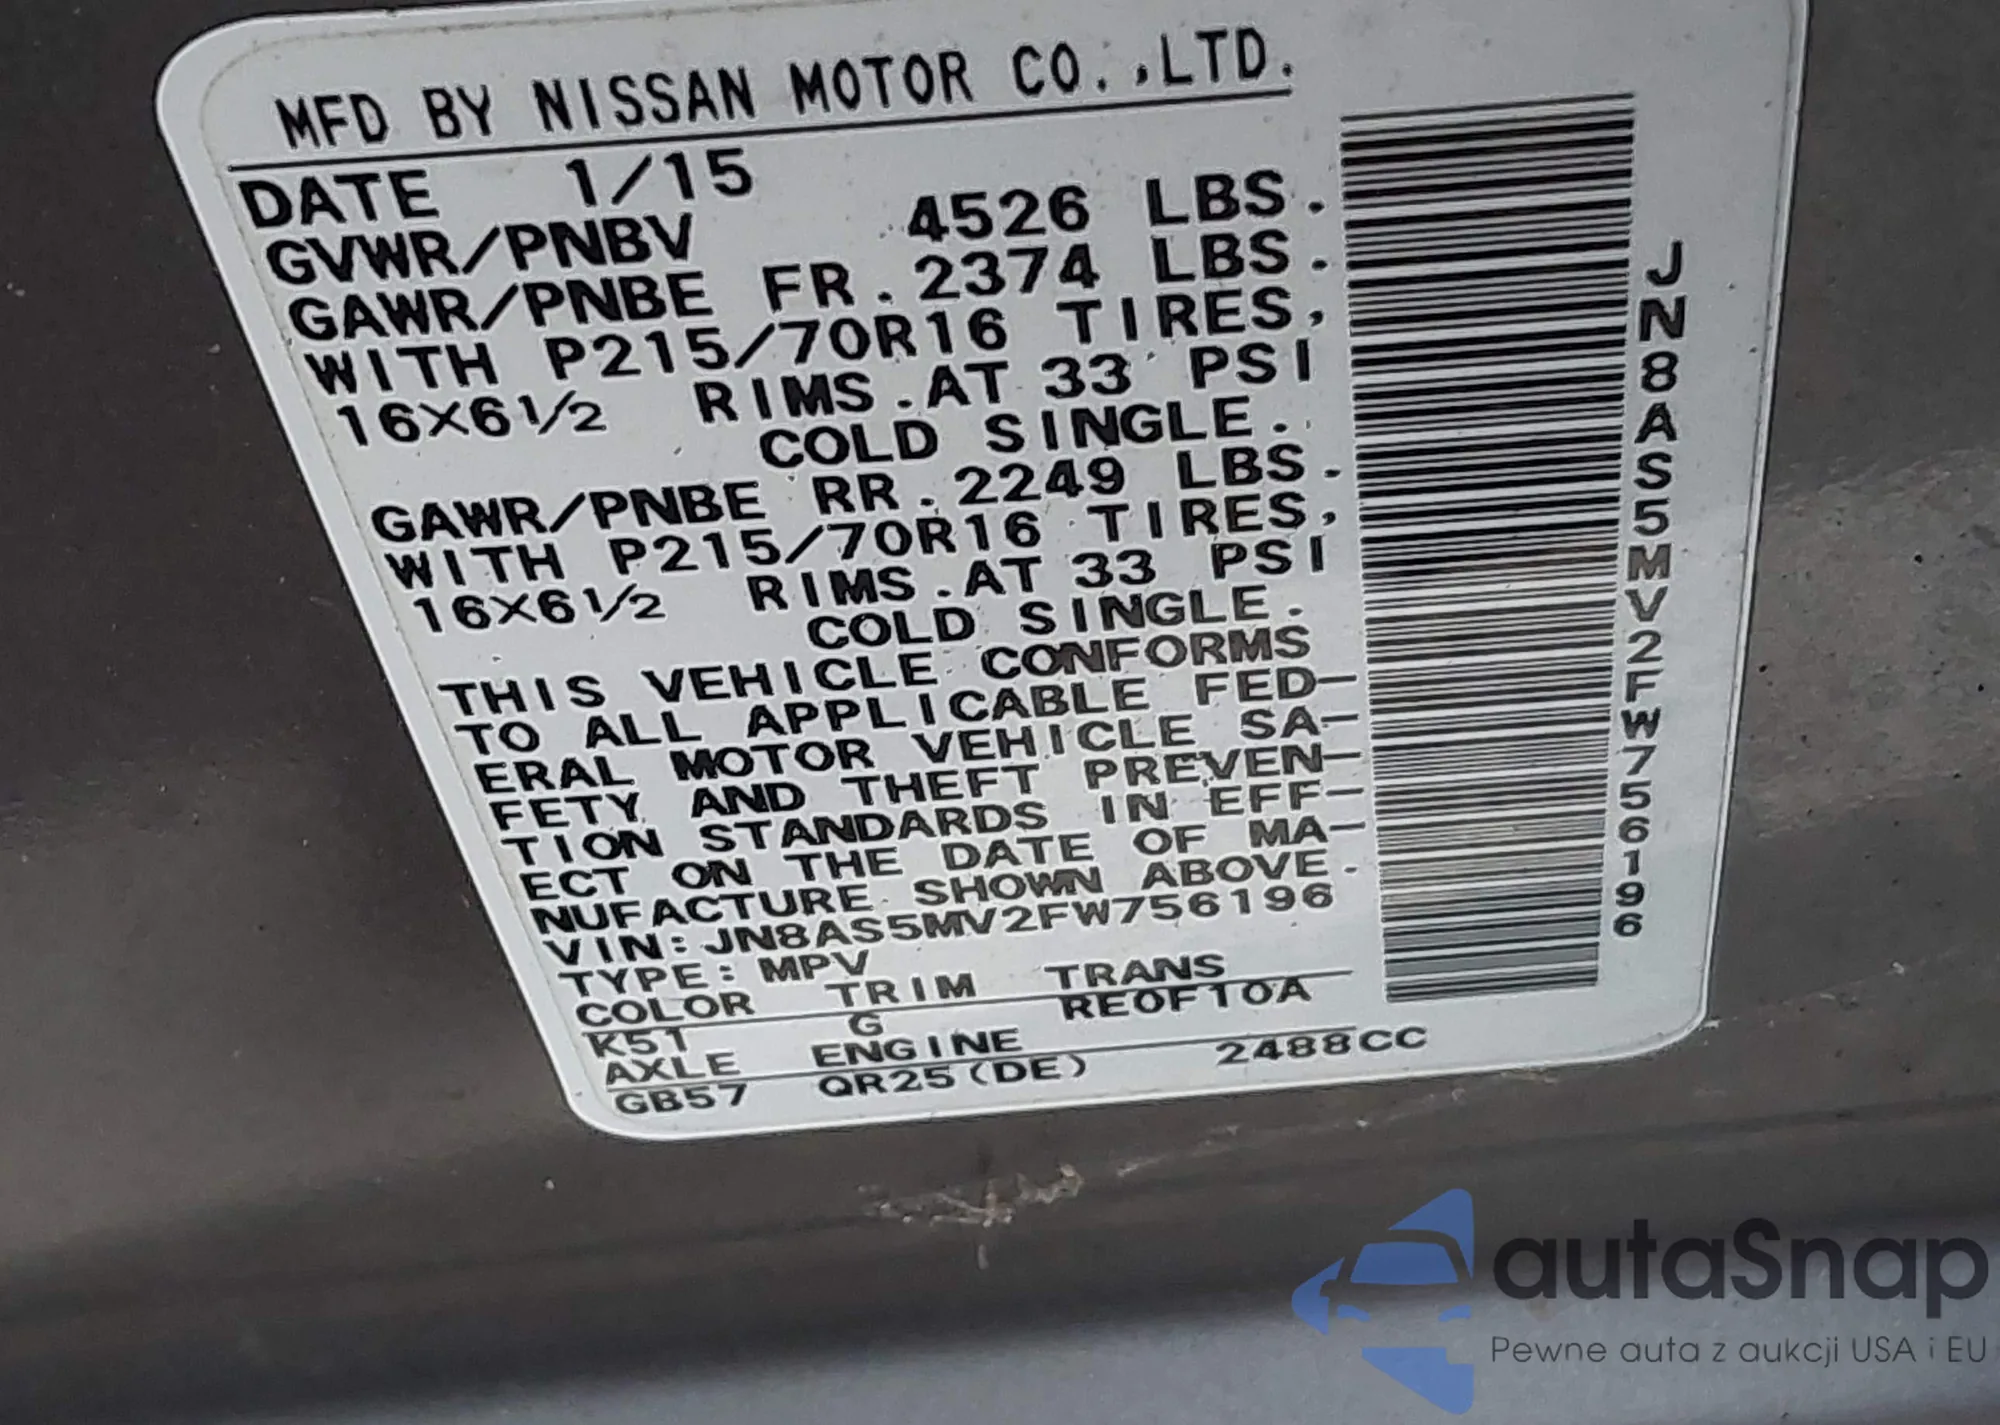 MFD BY NISSAN MOTOR CO.,LTD.
DATE 1/15
GVWR/PNBV 4526 LBS.
GAWR/PNBE FR.2374 LBS.
WITH P215/70R16 TIRES,
16X6½ RIMS.AT 33 PSI
COLD SINGLE.
GAWR/PNBE RR.2249 LBS.
WITH P215/70R16 TIRES,
16X6½ RIMS.AT 33 PSI
COLD SINGLE.
THIS VEHICLE CONFORMS
TO ALL APPLICABLE FED-
ERAL MOTOR VEHICLE SA-
FETY AND THEFT PREVEN-
TION STANDARDS IN EFF-
ECT ON THE DATE OF MA-
NUFACTURE SHOWN ABOVE.
VIN:JN8AS5MV2FW756196
TYPE:MPV
COLOR TRIM TRANS
K51 G RE0F10A
AXLE ENGINE
GB57 QR25(DE) 2488CC
JN8AS5MV2FW756196
autaSnap
Pewne auta z aukcji USA i EU